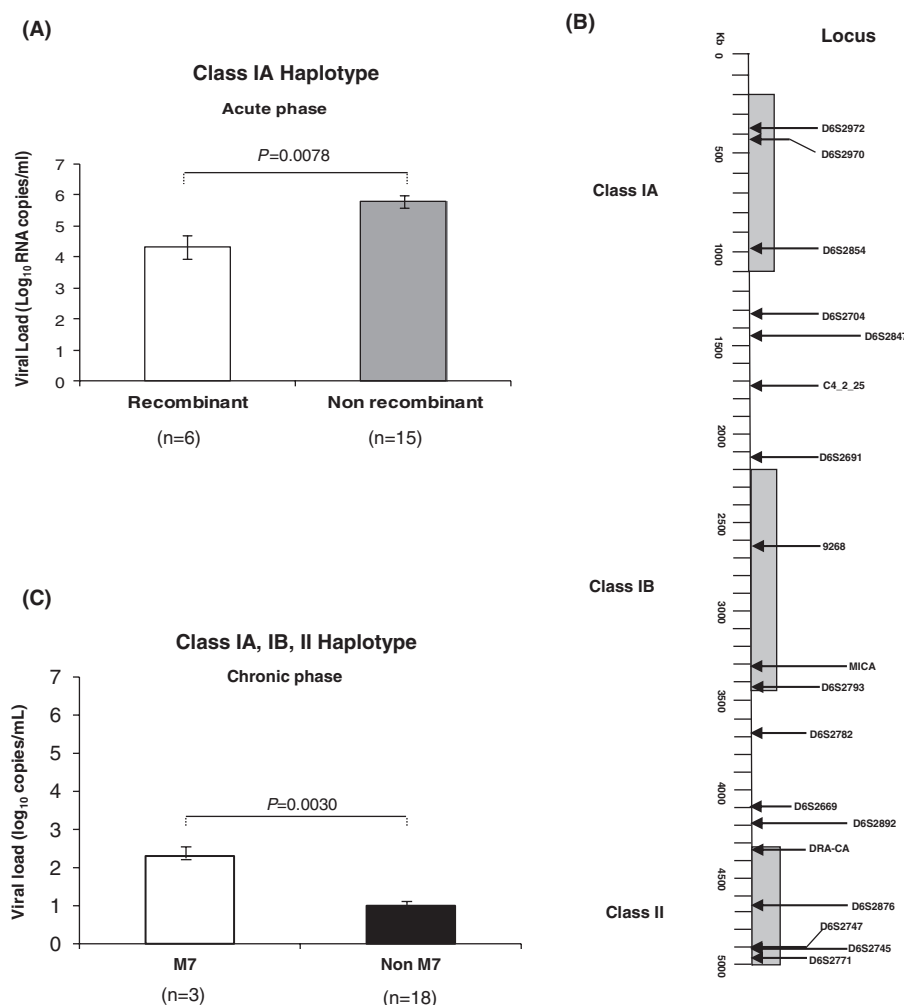 (A)
Class IA Haplotype
Acute phase
P=0.0078
Viral Load (Log10 RNA copies/ml)
7
6
5
4
3
2
1
0
Recombinant
Non recombinant
(n=6)
(n=15)
(B)
Kb
Locus
0
500
1000
1500
2000
2500
3000
3500
4000
4500
5000
Class IA
Class IB
Class II
D6S2972
D6S2970
D6S2854
D6S2704
D6S2847
C4_2_25
D6S2691
9268
MICA
D6S2793
D6S2782
D6S2669
D6S2892
DRA-CA
D6S2876
D6S2747
D6S2745
D6S2771
(C)
Class IA, IB, II Haplotype
Chronic phase
P=0.0030
Viral load (log10 copies/mL)
7
6
5
4
3
2
1
0
M7
Non M7
(n=3)
(n=18)